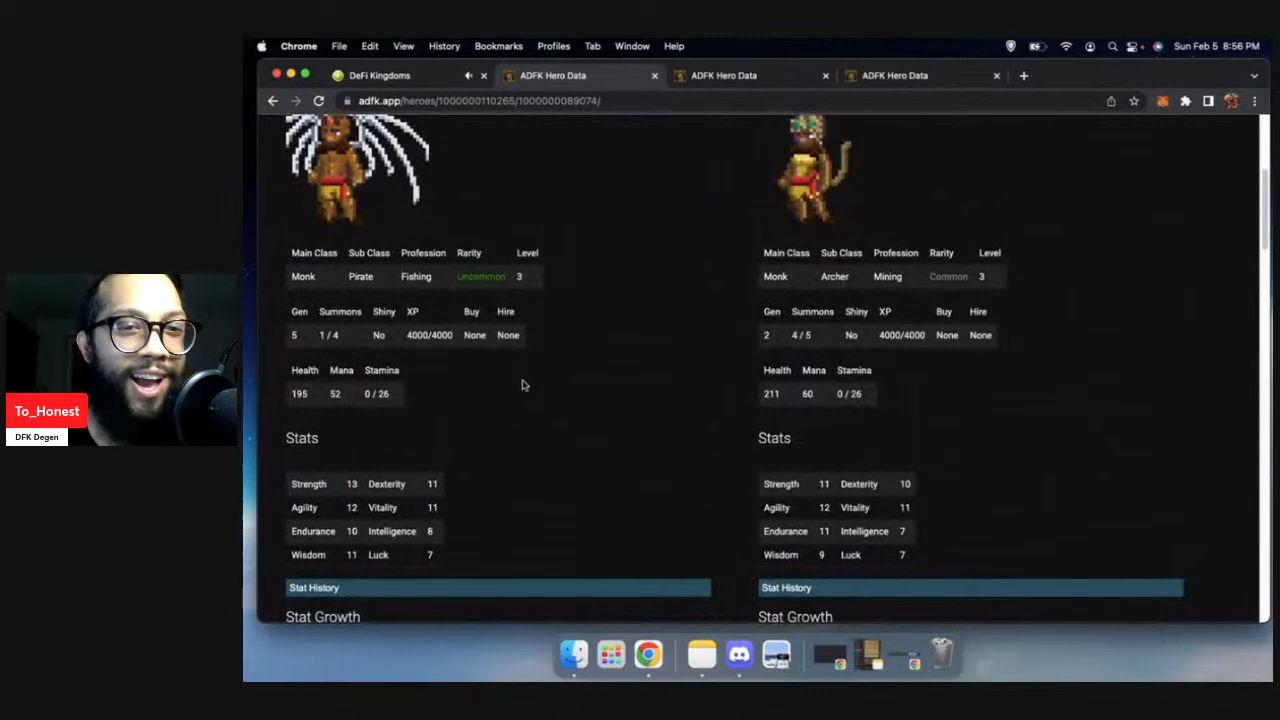 Chrome File Edit View History Bookmarks Profiles Tab Window Help Sun Feb 5 8:56 PM
DeFi Kingdoms ADFK Hero Data ADFK Hero Data ADFK Hero Data
adfk.app/heroes/1000000110265/1000000089074/
Main Class Sub Class Profession Rarity Level
Monk Pirate Fishing Uncommon 3
Gen Summons Shiny XP Buy Hire
5 1 / 4 No 4000/4000 None None
Health Mana Stamina
195 52 0 / 26
Stats
Strength 13 Dexterity 11
Agility 12 Vitality 11
Endurance 10 Intelligence 8
Wisdom 11 Luck 7
Stat History
Stat Growth
Main Class Sub Class Profession Rarity Level
Monk Archer Mining Common 3
Gen Summons Shiny XP Buy Hire
2 4 / 5 No 4000/4000 None None
Health Mana Stamina
211 60 0 / 26
Stats
Strength 11 Dexterity 10
Agility 12 Vitality 11
Endurance 11 Intelligence 7
Wisdom 9 Luck 7
Stat History
Stat Growth
To_Honest
DFK Degen